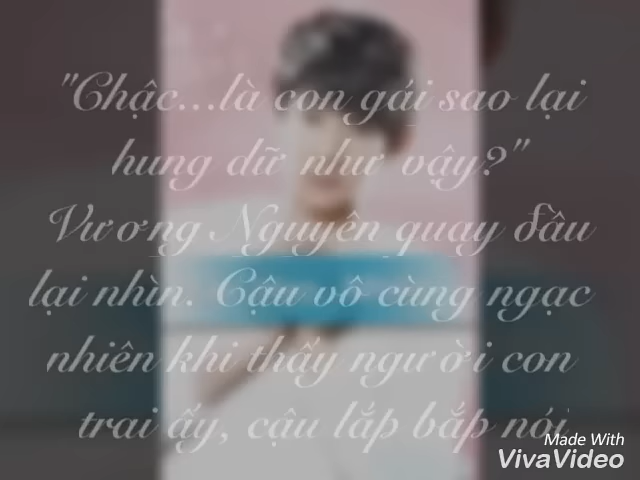 "Chậc...là con gái sao lại
hung dữ như vậy?"
Vương Nguyên quay đầu
lại nhìn. Cậu vô cùng ngạc
nhiên khi thấy người con
trai ấy, cậu lắp bắp nói.
Made With
VivaVideo